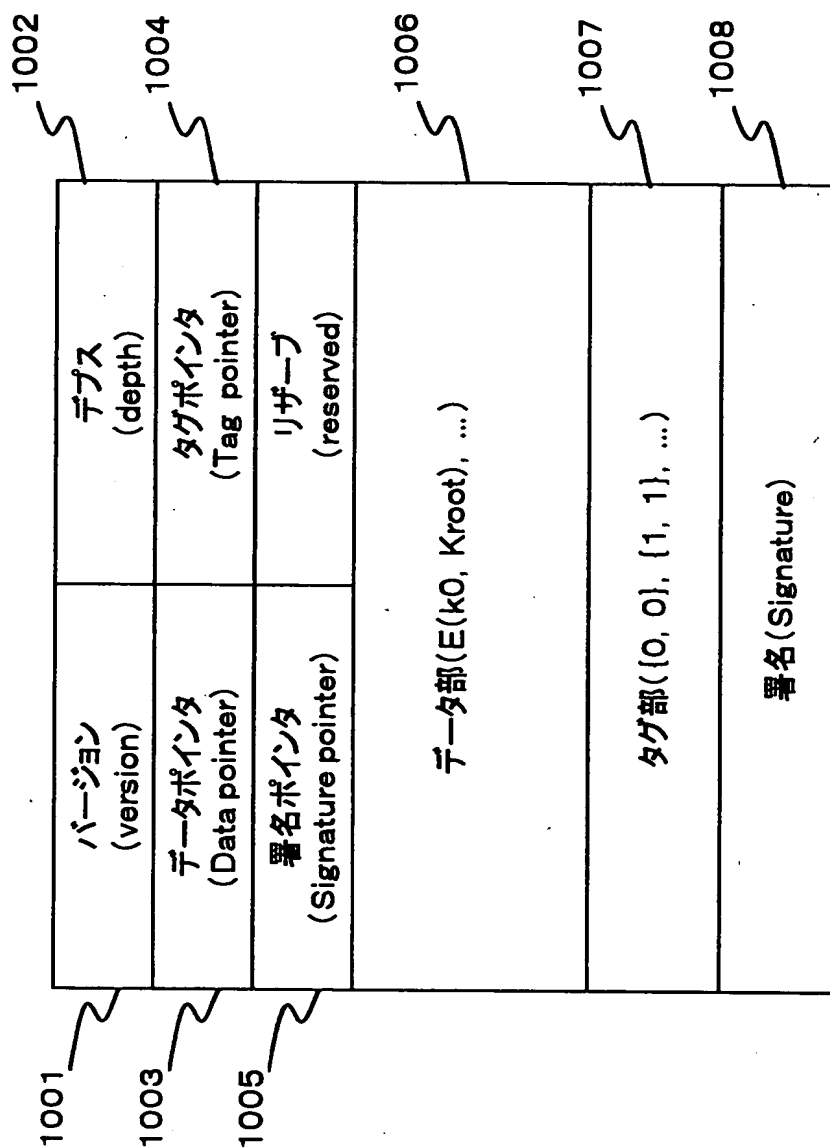 1001
1002
バージョン
(version)
デプス
(depth)
1003
1004
データポインタ
(Data pointer)
タグポインタ
(Tag pointer)
1005
署名ポインタ
(Signature pointer)
リザーブ
(reserved)
データ部(E(k0, Kroot), ...)
1006
タグ部({0, 0}, {1, 1}, ...)
1007
署名(Signature)
1008